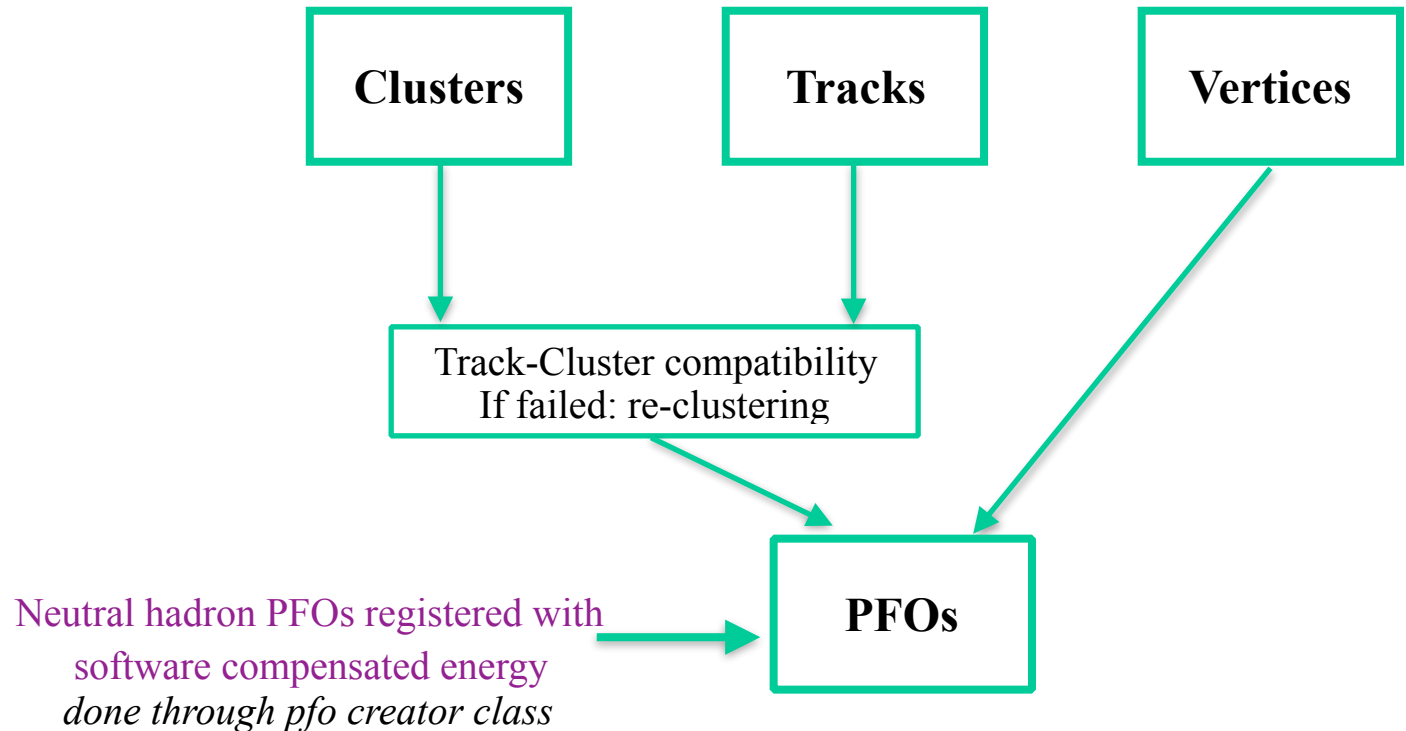 Clusters
Tracks
Vertices
Track-Cluster compatibility
If failed: re-clustering
PFOs
Neutral hadron PFOs registered with
software compensated energy
done through pfo creator class